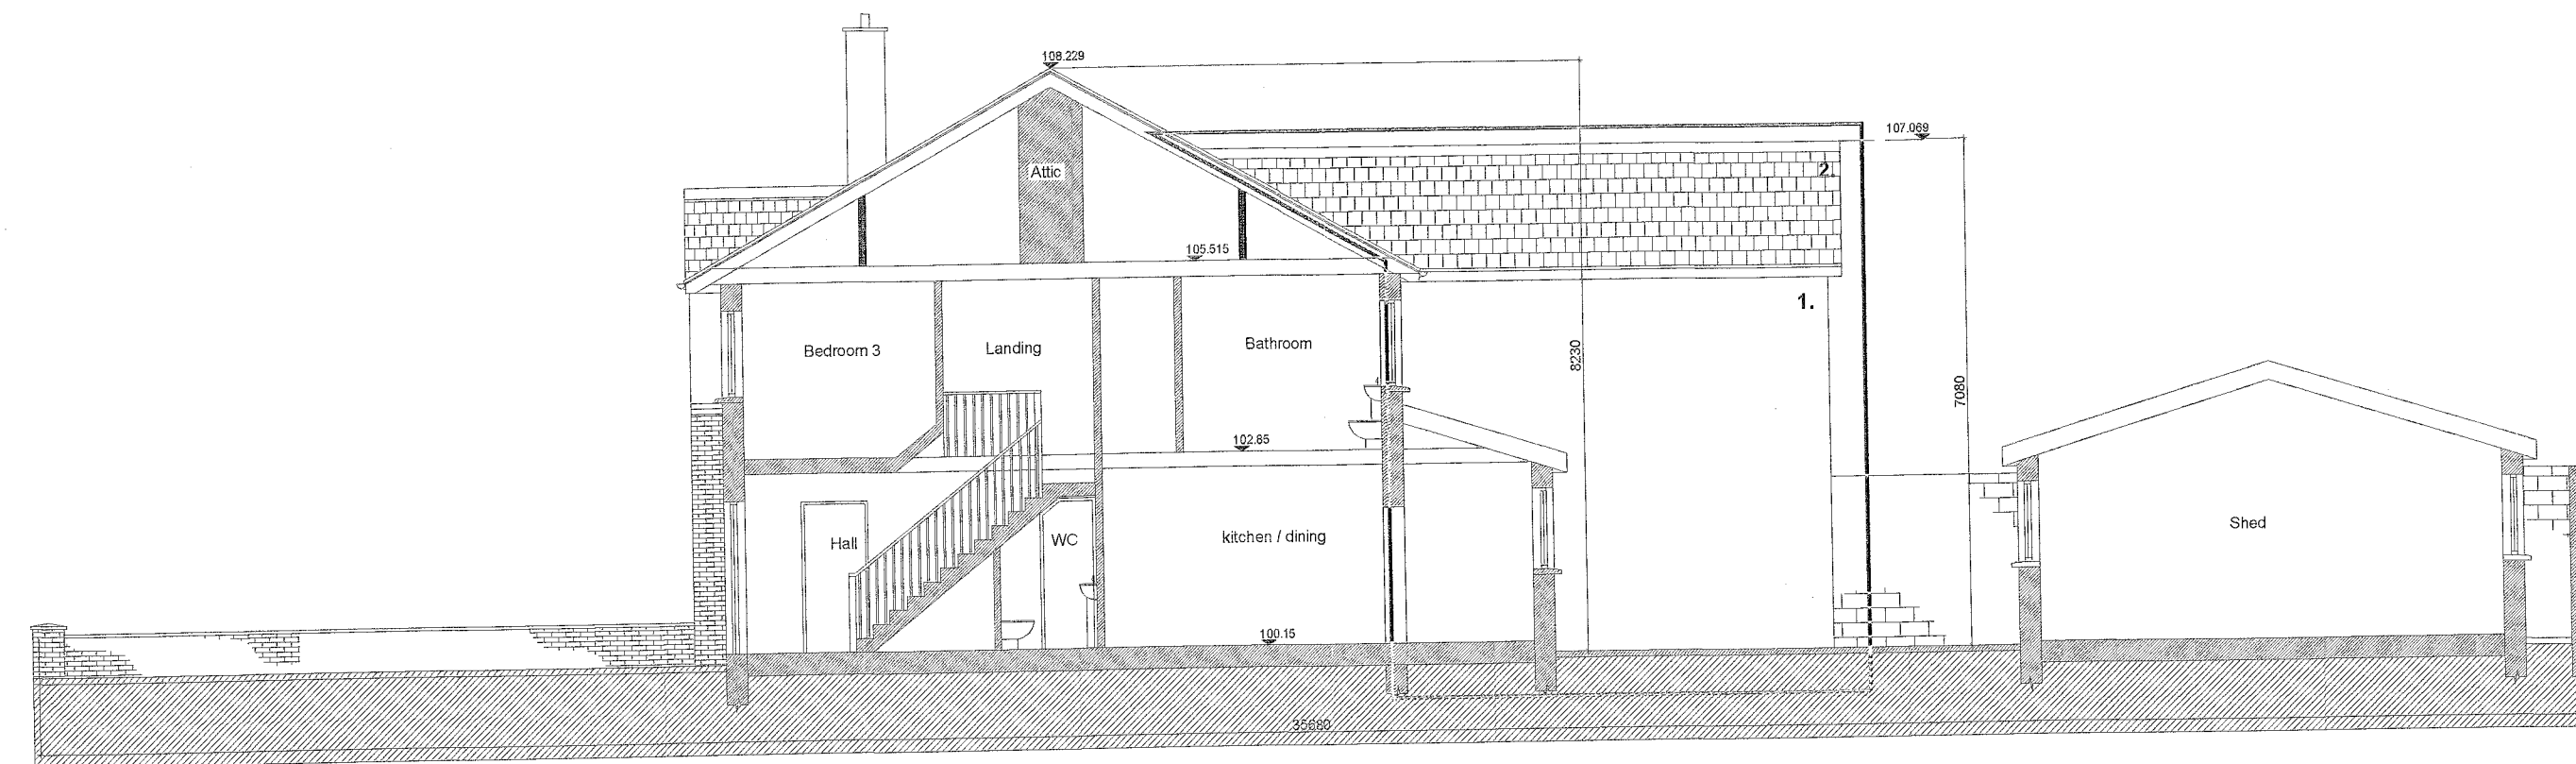 108.229
107.069
2.
Attic
105.515
1.
Bedroom 3
Landing
Bathroom
8230
7080
102.85
Hall
WC
kitchen / dining
Shed
100.15
35680